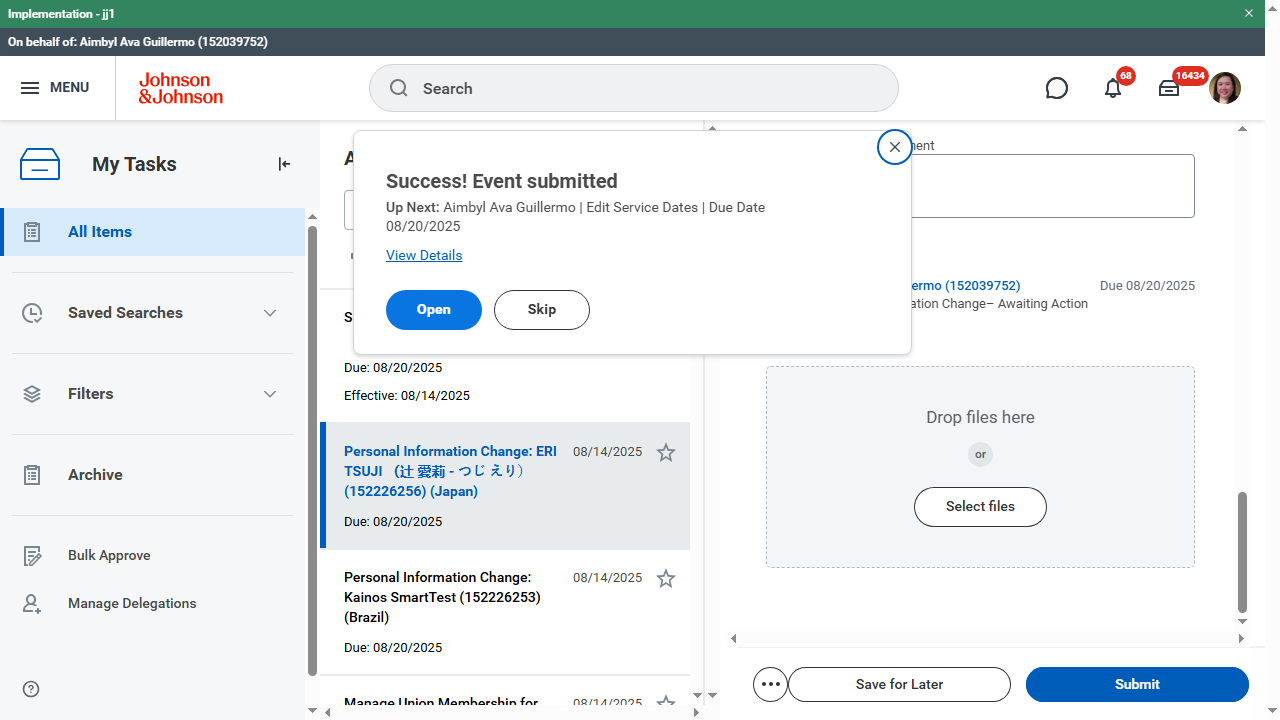 Implementation - jj1
On behalf of: Aimbyl Ava Guillermo (152039752)
MENU
Johnson
&Johnson
Search
68
16434
My Tasks
All Items
Saved Searches
Filters
Archive
Bulk Approve
Manage Delegations
Success! Event submitted
Up Next: Aimbyl Ava Guillermo | Edit Service Dates | Due Date
08/20/2025
View Details
Open
Skip
Due: 08/20/2025
Effective: 08/14/2025
Personal Information Change: ERI
TSUJI （辻 愛莉 - つじ えり）
(152226256) (Japan)
08/14/2025
Due: 08/20/2025
Personal Information Change:
Kainos SmartTest (152226253)
(Brazil)
08/14/2025
Due: 08/20/2025
Manage Union Membership for
08/14/2025
ment
ermo (152039752)
Due 08/20/2025
ation Change– Awaiting Action
Drop files here
or
Select files
Save for Later
Submit